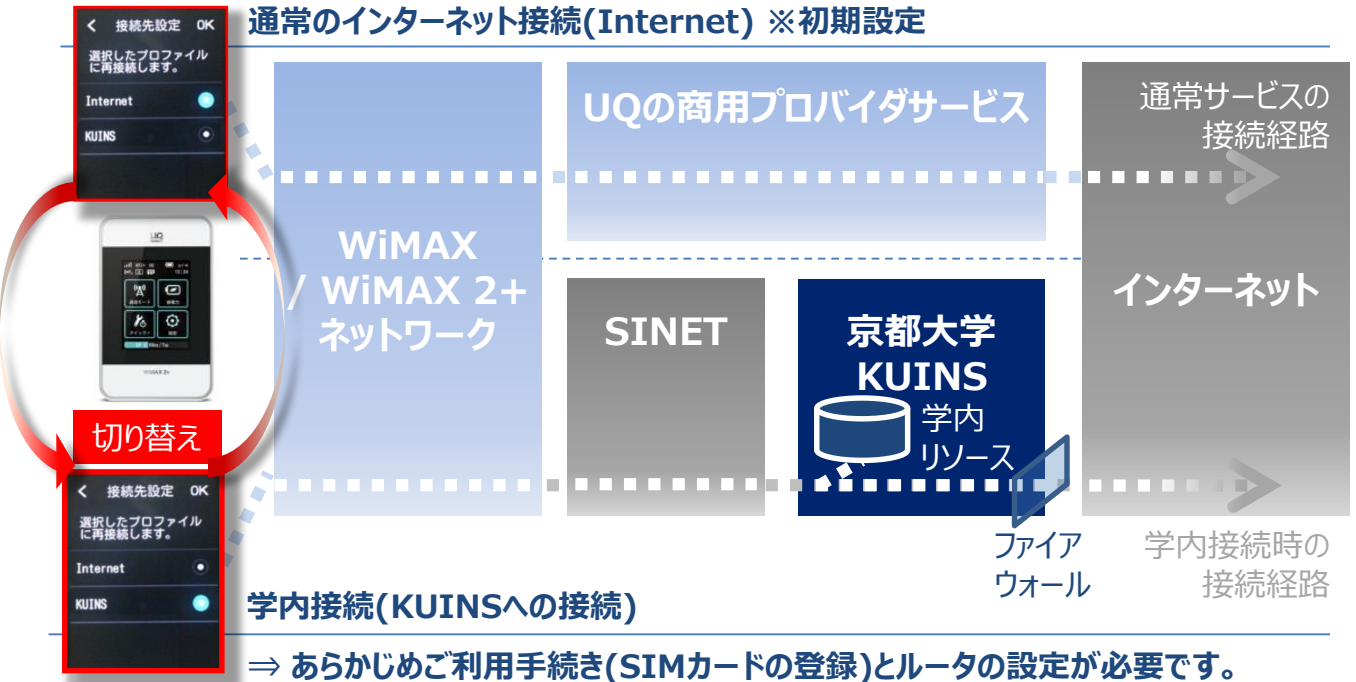 通常のインターネット接続(Internet) ※初期設定
接続先設定 OK
選択したプロファイル
に再接続します。
Internet
KUINS
UQの商用プロバイダサービス
通常サービスの
接続経路
WiMAX
/ WiMAX 2+
ネットワーク
SINET
京都大学
KUINS
学内
リソース
インターネット
UQ
WiMAX 2+
切り替え
接続先設定 OK
選択したプロファイル
に再接続します。
Internet
KUINS
ファイア
ウォール
学内接続時の
接続経路
学内接続(KUINSへの接続)
⇒ あらかじめご利用手続き(SIMカードの登録)とルータの設定が必要です。